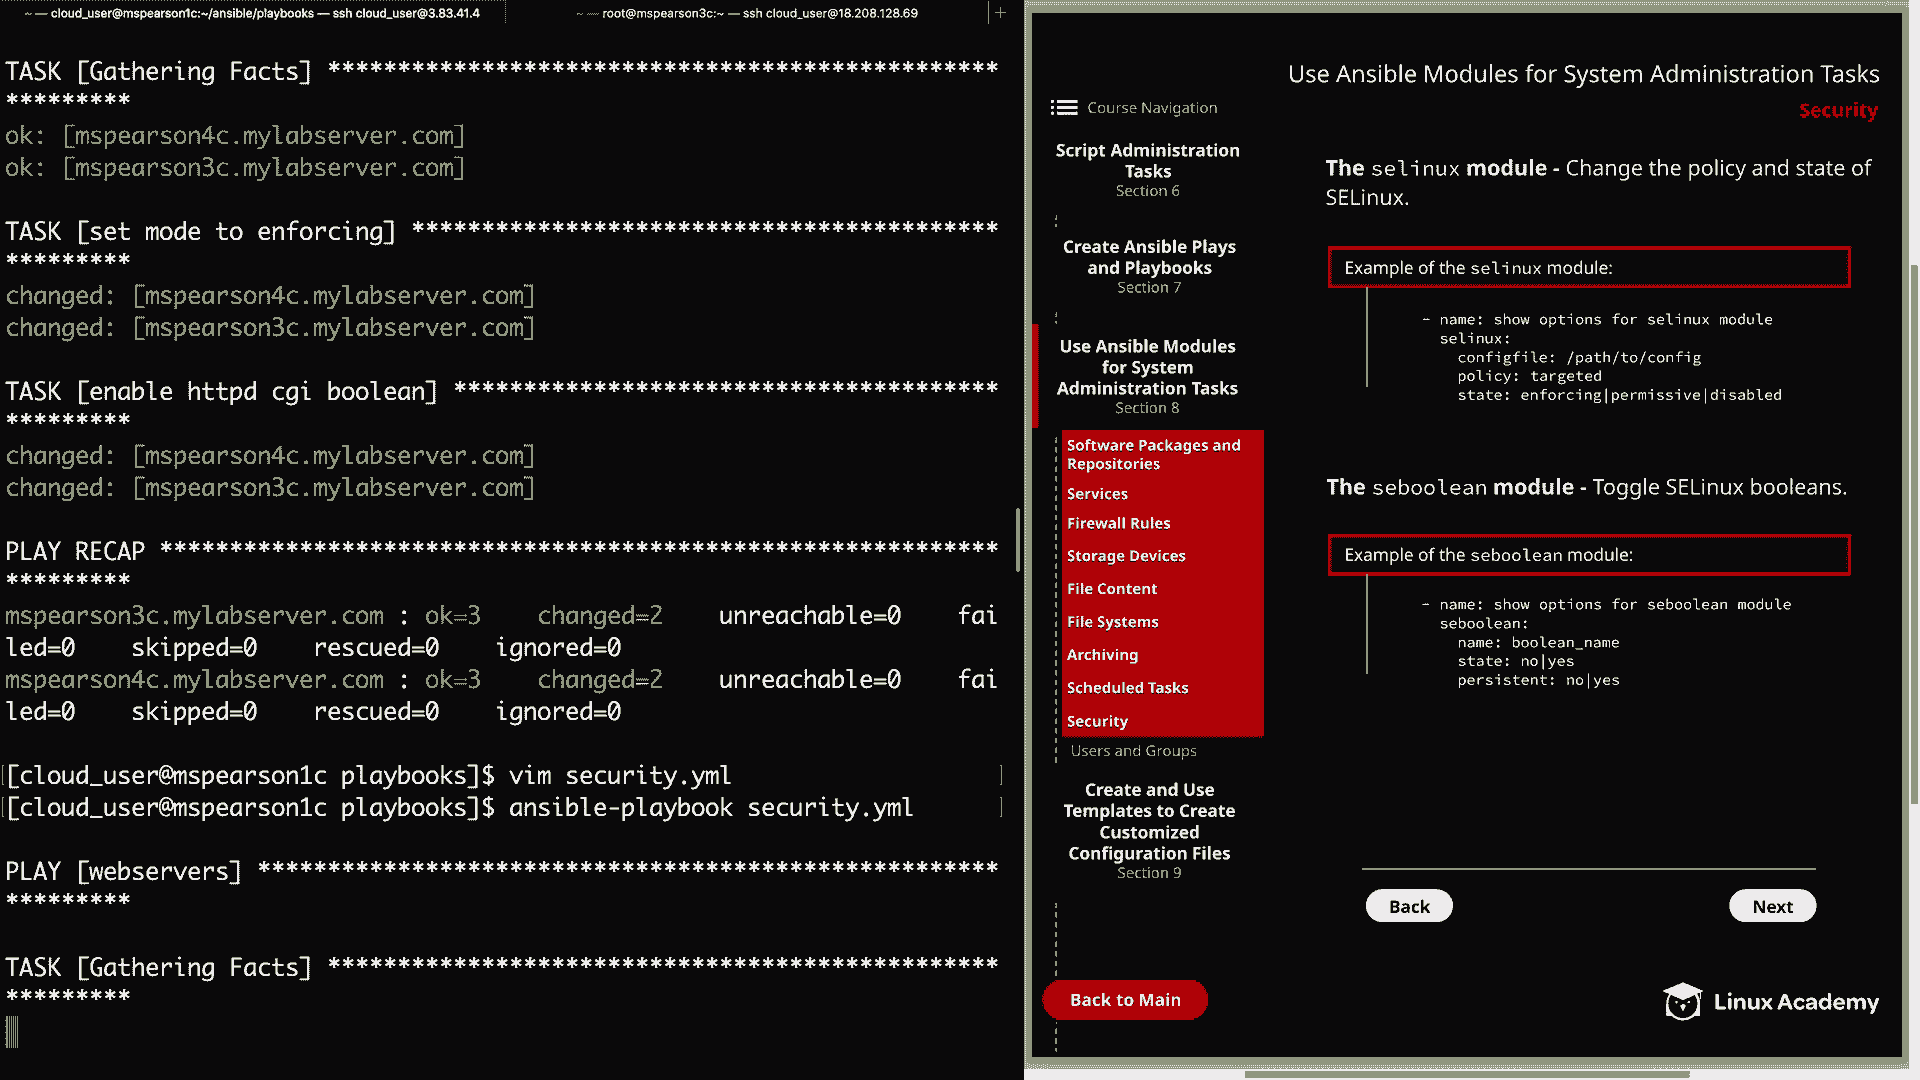 ~ — cloud_user@mspearson1c:~/ansible/playbooks — ssh cloud_user@3.83.41.4
~ — root@mspearson3c:~ — ssh cloud_user@18.208.128.69
+
TASK [Gathering Facts] ************************************************
*********
ok: [mspearson4c.mylabserver.com]
ok: [mspearson3c.mylabserver.com]
TASK [set mode to enforcing] ******************************************
*********
changed: [mspearson4c.mylabserver.com]
changed: [mspearson3c.mylabserver.com]
TASK [enable httpd cgi boolean] ***************************************
*********
changed: [mspearson4c.mylabserver.com]
changed: [mspearson3c.mylabserver.com]
PLAY RECAP ************************************************************
*********
mspearson3c.mylabserver.com : ok=3    changed=2    unreachable=0    fai
led=0    skipped=0    rescued=0    ignored=0
mspearson4c.mylabserver.com : ok=3    changed=2    unreachable=0    fai
led=0    skipped=0    rescued=0    ignored=0
[cloud_user@mspearson1c playbooks]$ vim security.yml
[cloud_user@mspearson1c playbooks]$ ansible-playbook security.yml
PLAY [webservers] *****************************************************
*********
TASK [Gathering Facts] ************************************************
*********
Use Ansible Modules for System Administration Tasks
Security
Course Navigation
Script Administration
Tasks
Section 6
Create Ansible Plays
and Playbooks
Section 7
Use Ansible Modules
for System
Administration Tasks
Section 8
Software Packages and
Repositories
Services
Firewall Rules
Storage Devices
File Content
File Systems
Archiving
Scheduled Tasks
Security
Users and Groups
Create and Use
Templates to Create
Customized
Configuration Files
Section 9
Back to Main
The selinux module - Change the policy and state of
SELinux.
Example of the selinux module:
- name: show options for selinux module
selinux:
configfile: /path/to/config
policy: targeted
state: enforcing|permissive|disabled
The seboolean module - Toggle SELinux booleans.
Example of the seboolean module:
- name: show options for seboolean module
seboolean:
name: boolean_name
state: no|yes
persistent: no|yes
Back
Next
Linux Academy